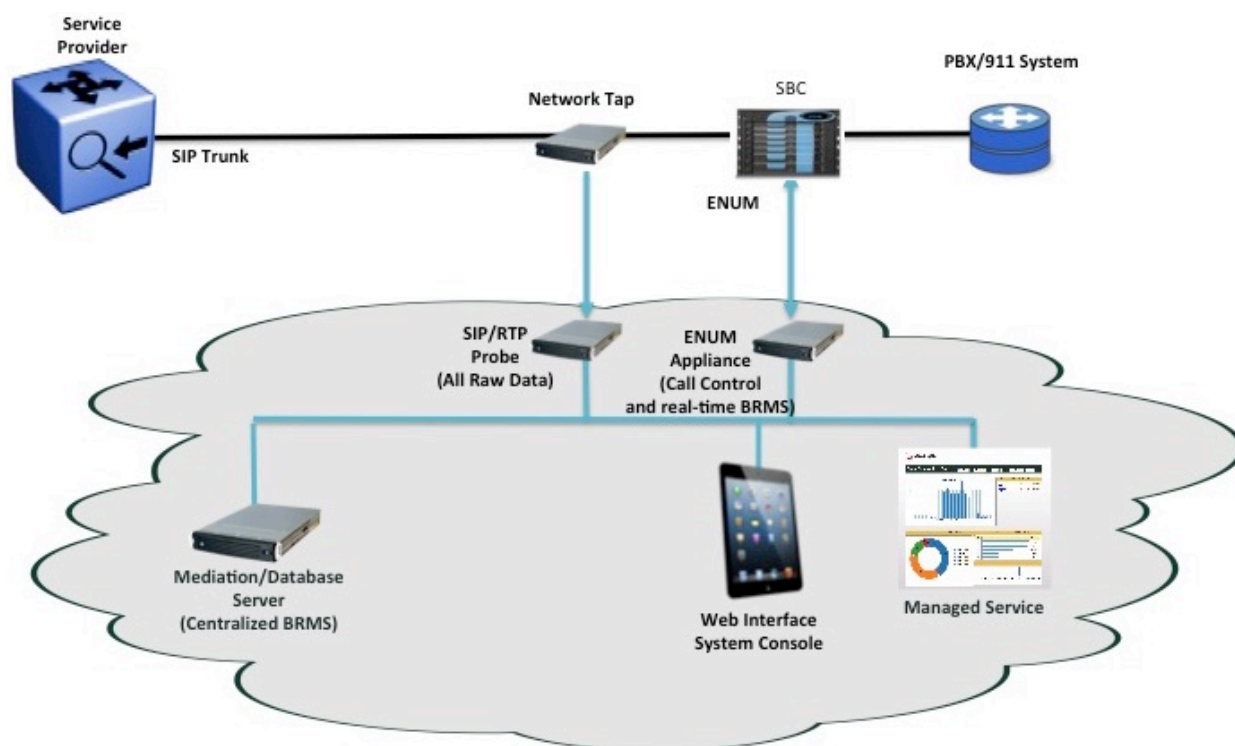 Service
Provider
PBX/911 System
SBC
Network Tap
SIP Trunk
ENUM
SIP/RTP
Probe
(All Raw Data)
ENUM
Appliance
(Call Control
and real-time BRMS)
Mediation/Database
Server
(Centralized BRMS)
Web Interface
System Console
Managed Service